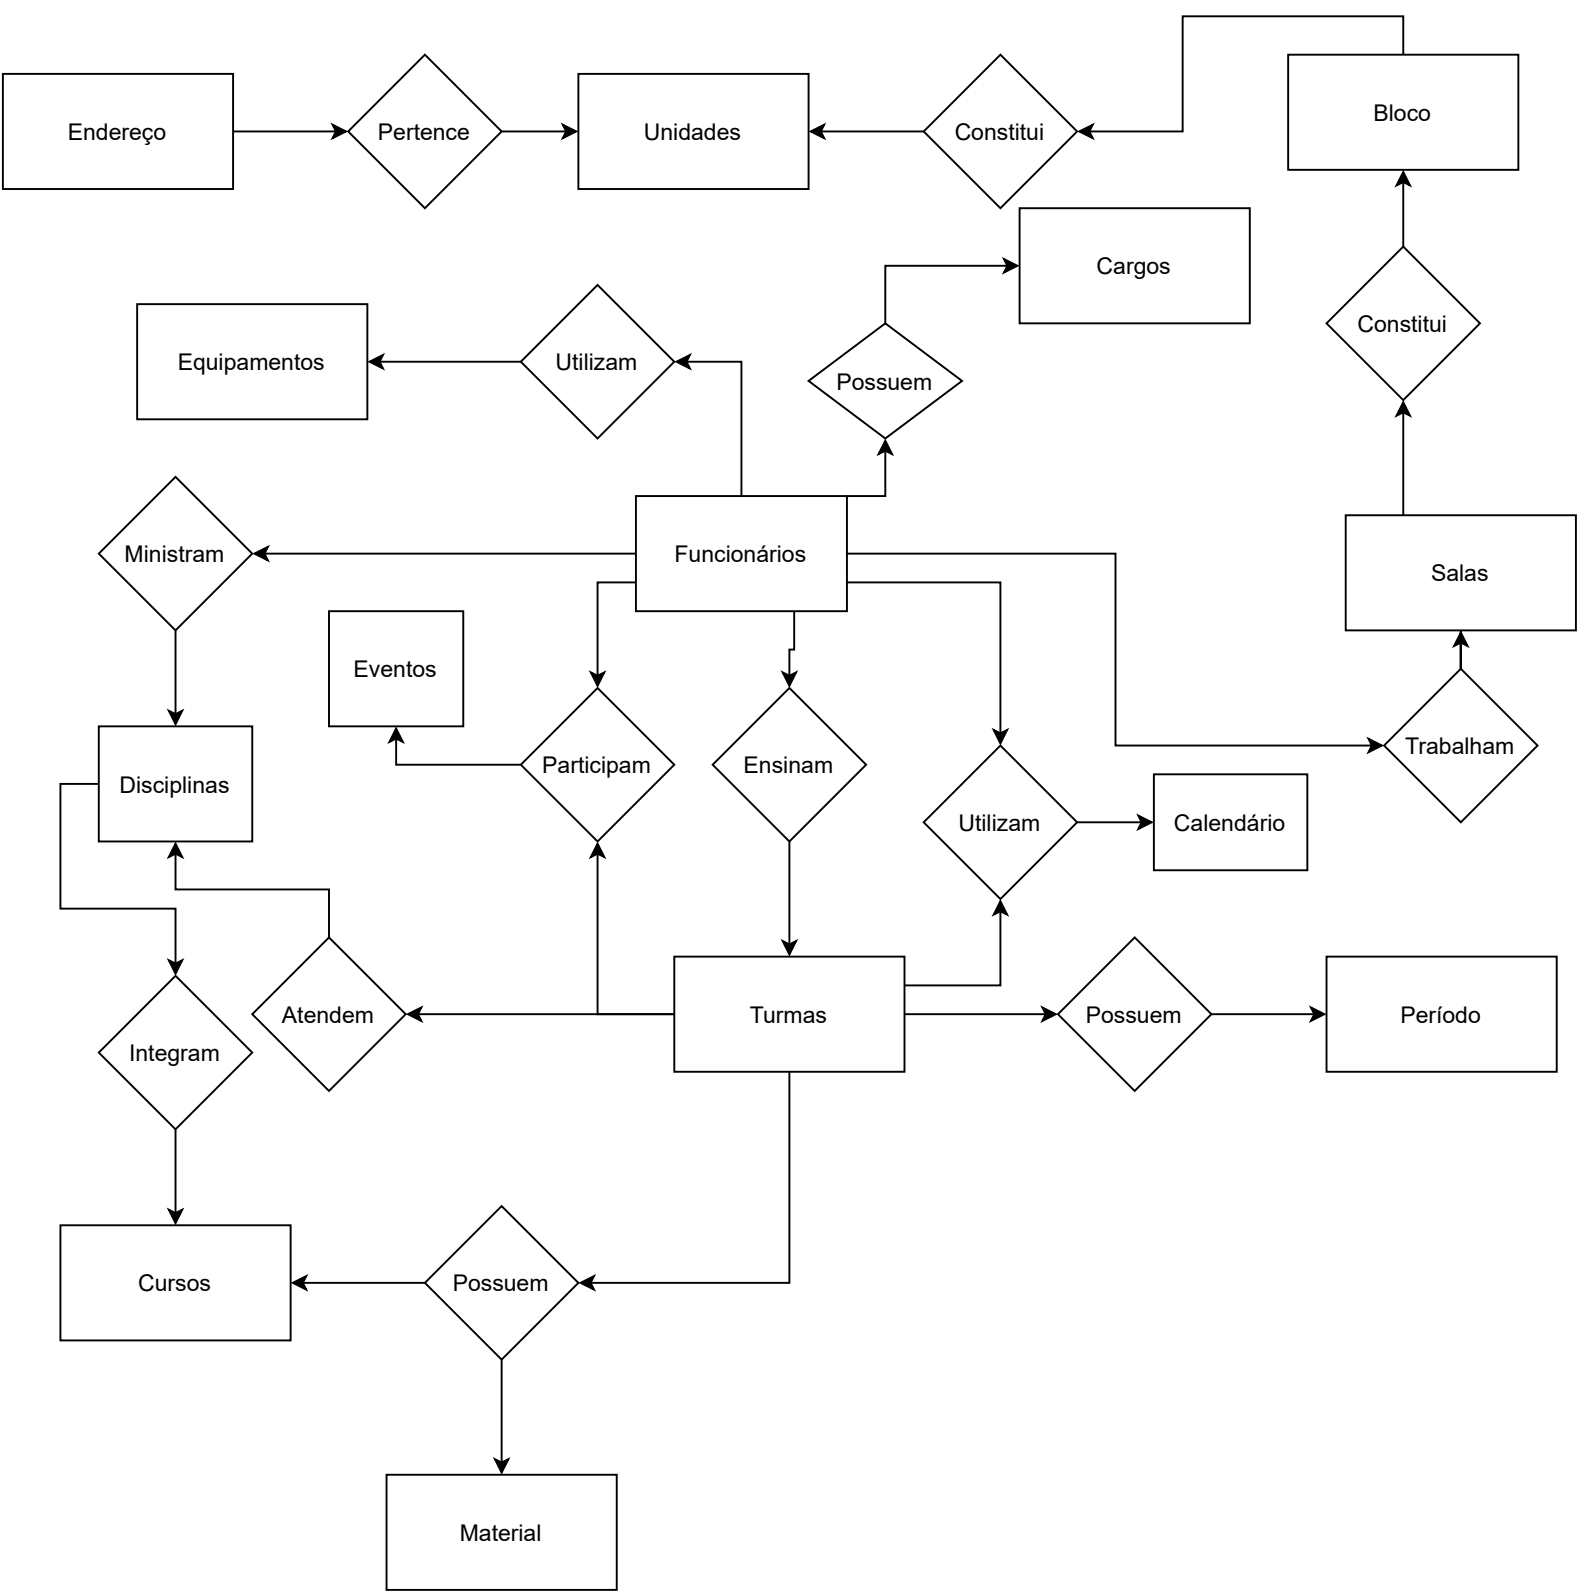 Endereço
Pertence
Unidades
Constitui
Bloco
Cargos
Constitui
Equipamentos
Utilizam
Possuem
Ministram
Funcionários
Salas
Eventos
Disciplinas
Participam
Ensinam
Trabalham
Utilizam
Calendário
Integram
Atendem
Turmas
Possuem
Período
Cursos
Possuem
Material